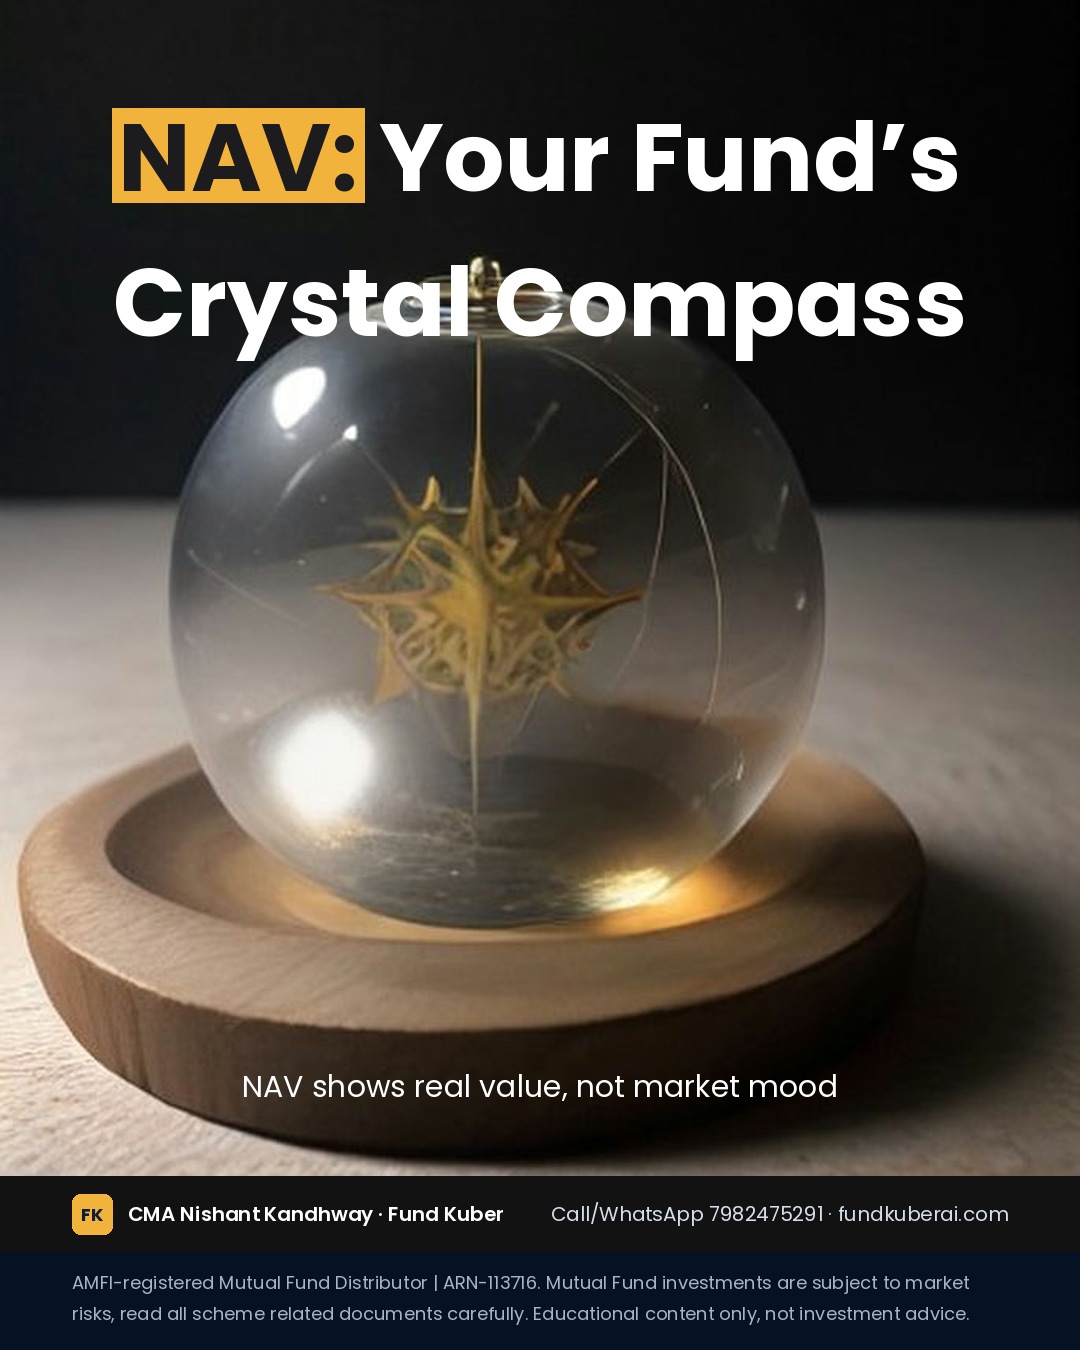 NAV: Your Fund’s
Crystal Compass
NAV shows real value, not market mood
FK CMA Nishant Kandhway · Fund Kuber Call/WhatsApp 7982475291 · fundkuberai.com
AMFI-registered Mutual Fund Distributor | ARN-113716. Mutual Fund investments are subject to market
risks, read all scheme related documents carefully. Educational content only, not investment advice.